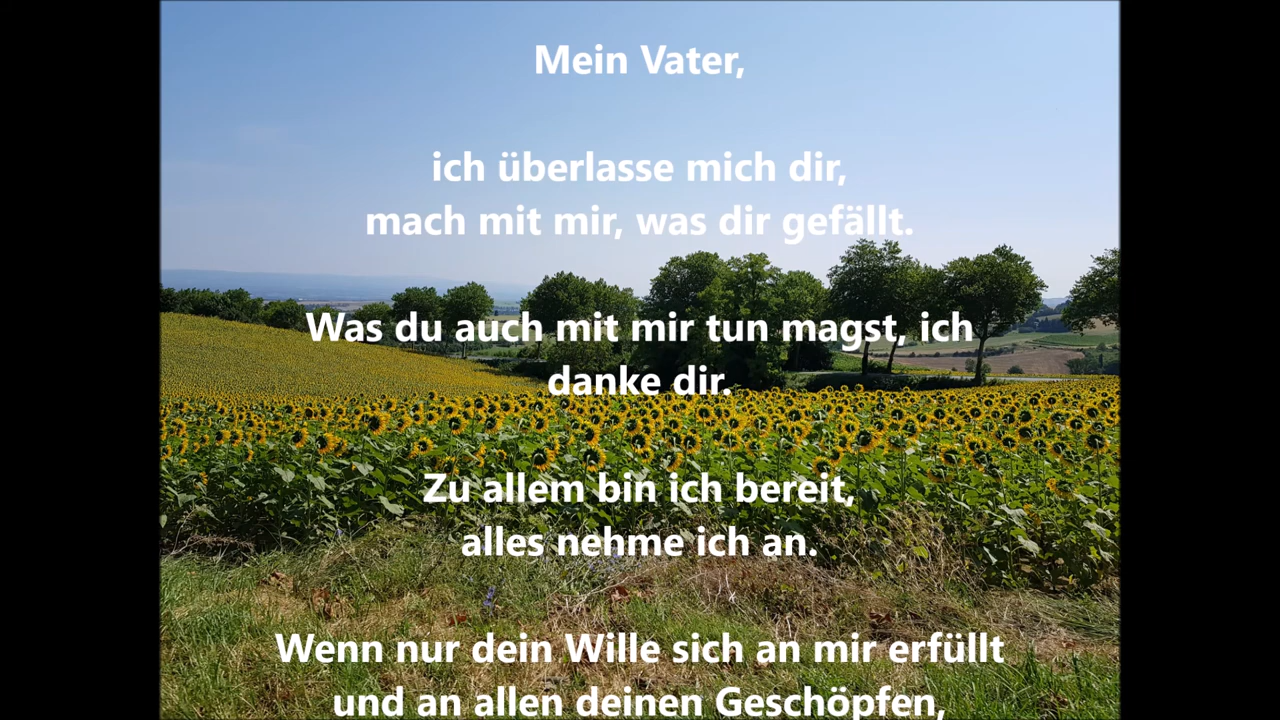 Mein Vater,
ich überlasse mich dir,
mach mit mir, was dir gefällt.
Was du auch mit mir tun magst, ich
danke dir.
Zu allem bin ich bereit,
alles nehme ich an.
Wenn nur dein Wille sich an mir erfüllt
und an allen deinen Geschöpfen,